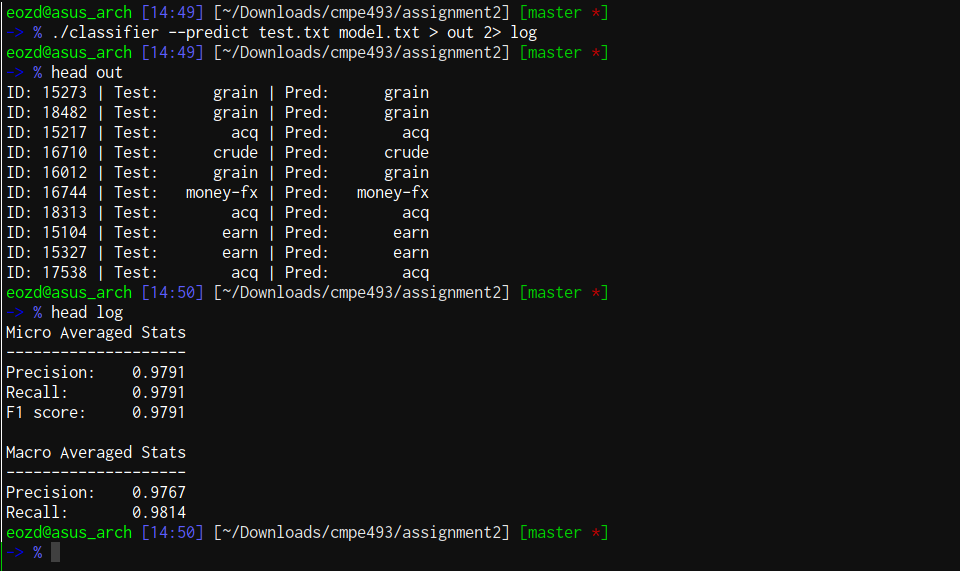 eozd@asus_arch [14:49] [~/Downloads/cmpe493/assignment2] [master *]
-> % ./classifier --predict test.txt model.txt > out 2> log
eozd@asus_arch [14:49] [~/Downloads/cmpe493/assignment2] [master *]
-> % head out
ID: 15273 | Test:      grain | Pred:      grain
ID: 18482 | Test:      grain | Pred:      grain
ID: 15217 | Test:        acq | Pred:        acq
ID: 16710 | Test:      crude | Pred:      crude
ID: 16012 | Test:      grain | Pred:      grain
ID: 16744 | Test:   money-fx | Pred:   money-fx
ID: 18313 | Test:        acq | Pred:        acq
ID: 15104 | Test:       earn | Pred:       earn
ID: 15327 | Test:       earn | Pred:       earn
ID: 17538 | Test:        acq | Pred:        acq
eozd@asus_arch [14:50] [~/Downloads/cmpe493/assignment2] [master *]
-> % head log
Micro Averaged Stats
--------------------
Precision:    0.9791
Recall:       0.9791
F1 score:     0.9791

Macro Averaged Stats
--------------------
Precision:    0.9767
Recall:       0.9814
eozd@asus_arch [14:50] [~/Downloads/cmpe493/assignment2] [master *]
-> %